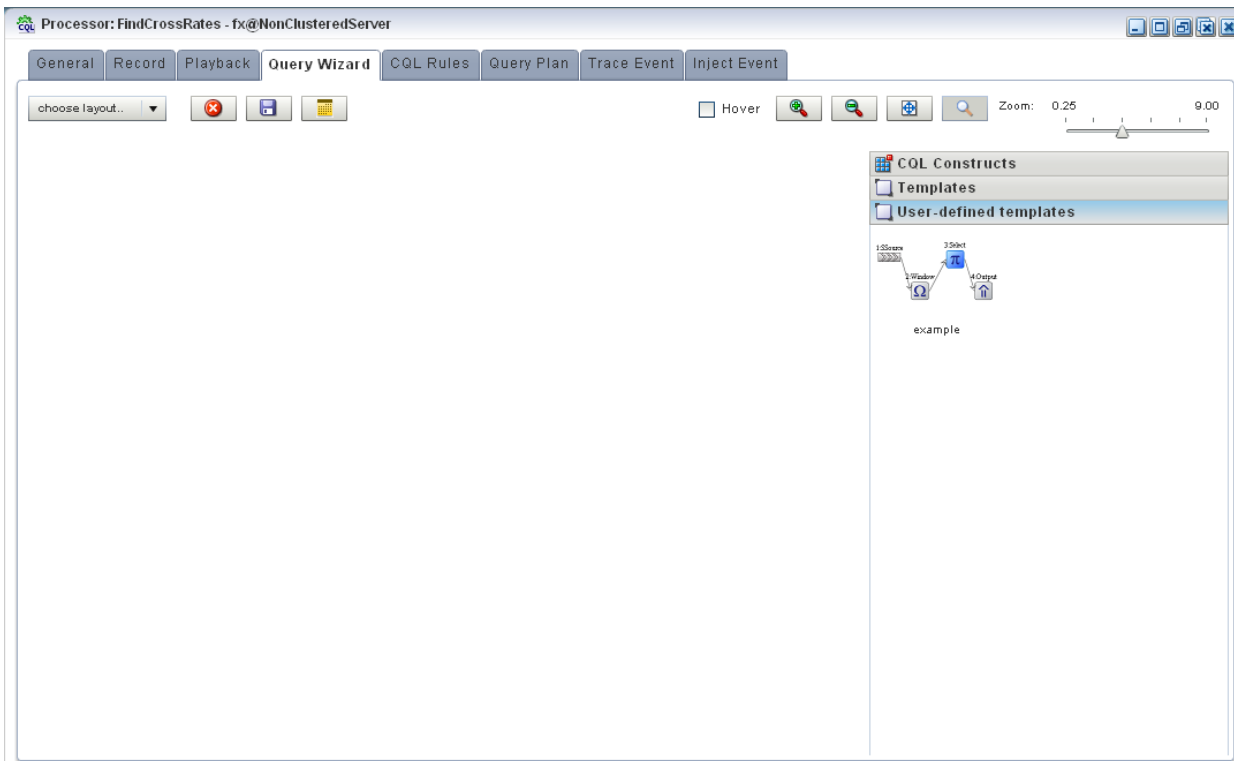 CQL Processor: FindCrossRates - fx@NonClusteredServer
General Record Playback Query Wizard CQL Rules Query Plan Trace Event Inject Event
choose layout.. Hover Zoom: 0.25 9.00
CQL Constructs
Templates
User-defined templates
1:SSource 3:Select
π
2:Window 4:Output
Ω
example